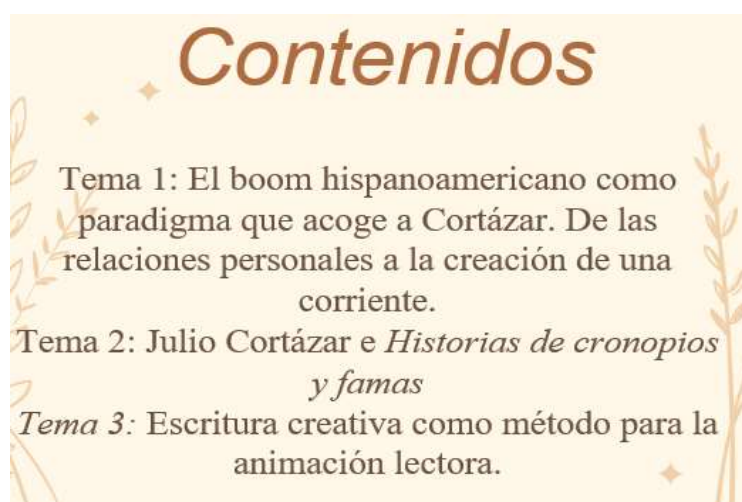 Contenidos
Tema 1: El boom hispanoamericano como
paradigma que acoge a Cortázar. De las
relaciones personales a la creación de una
corriente.
Tema 2: Julio Cortázar e Historias de cronopios
y famas
Tema 3: Escritura creativa como método para la
animación lectora.